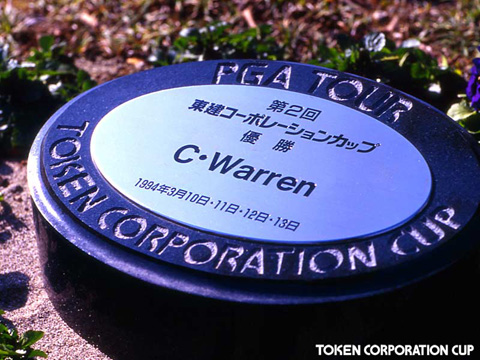 PGA TOUR
第2回
東建コーポレーションカップ
優勝
C・Warren
1994年3月10日・11日・12日・13日
TOKEN CORPORATION CUP
TOKEN CORPORATION CUP